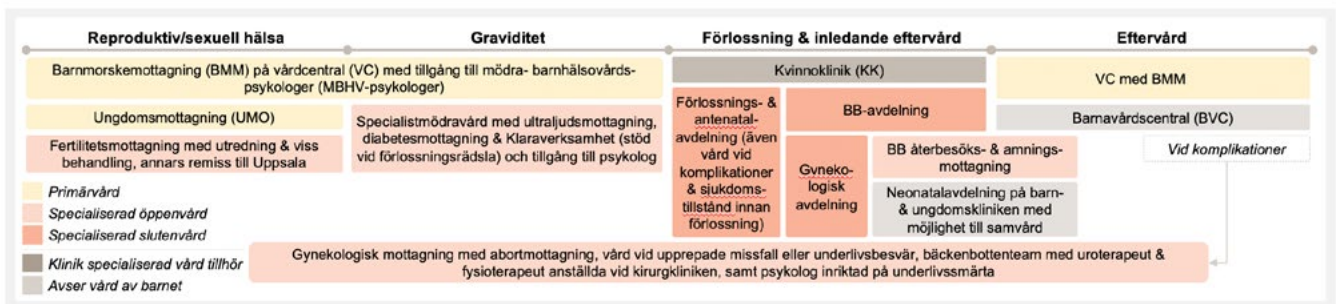 Reproduktiv/sexuell hälsa
Graviditet
Förlossning & inledande eftervård
Eftervård
Barnmorskemottagning (BMM) på vårdcentral (VC) med tillgång till mödra- barnhälsovårds-
psykologer (MBHV-psykologer)
Kvinnoklinik (KK)
VC med BMM
Ungdomsmottagning (UMO)
Specialistmödravård med ultraljudsmottagning,
diabetesmottagning & Klaraverksamhet (stöd
vid förlossningsrädsla) och tillgång till psykolog
Förlossnings- &
antenatal-
avdelning (även
vård vid
komplikationer
& sjukdoms-
tillstånd innan
förlossning)
BB-avdelning
Barnavårdscentral (BVC)
Fertilitetsmottagning med utredning & viss
behandling, annars remiss till Uppsala
Gyneko-
logisk
avdelning
BB återbesöks- & amnings-
mottagning
Vid komplikationer
Neonatalavdelning på barn-
& ungdomskliniken med
möjlighet till samvård
Primärvård
Specialiserad öppenvård
Specialiserad slutenvård
Klinik specialiserad vård tillhör
Avser vård av barnet
Gynekologisk mottagning med abortmottagning, vård vid upprepade missfall eller underlivsbesvär, bäckenbottenteam med uroterapeut &
fysioterapeut anställda vid kirurgkliniken, samt psykolog inriktad på underlivssmärta